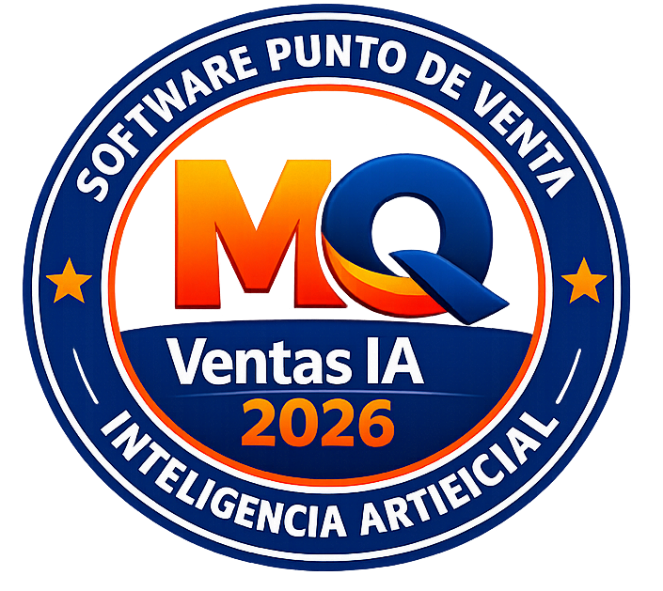 SOFTWARE PUNTO DE VENTA
MQ
Ventas IA
2026
INTELIGENCIA ARTIEICIAL